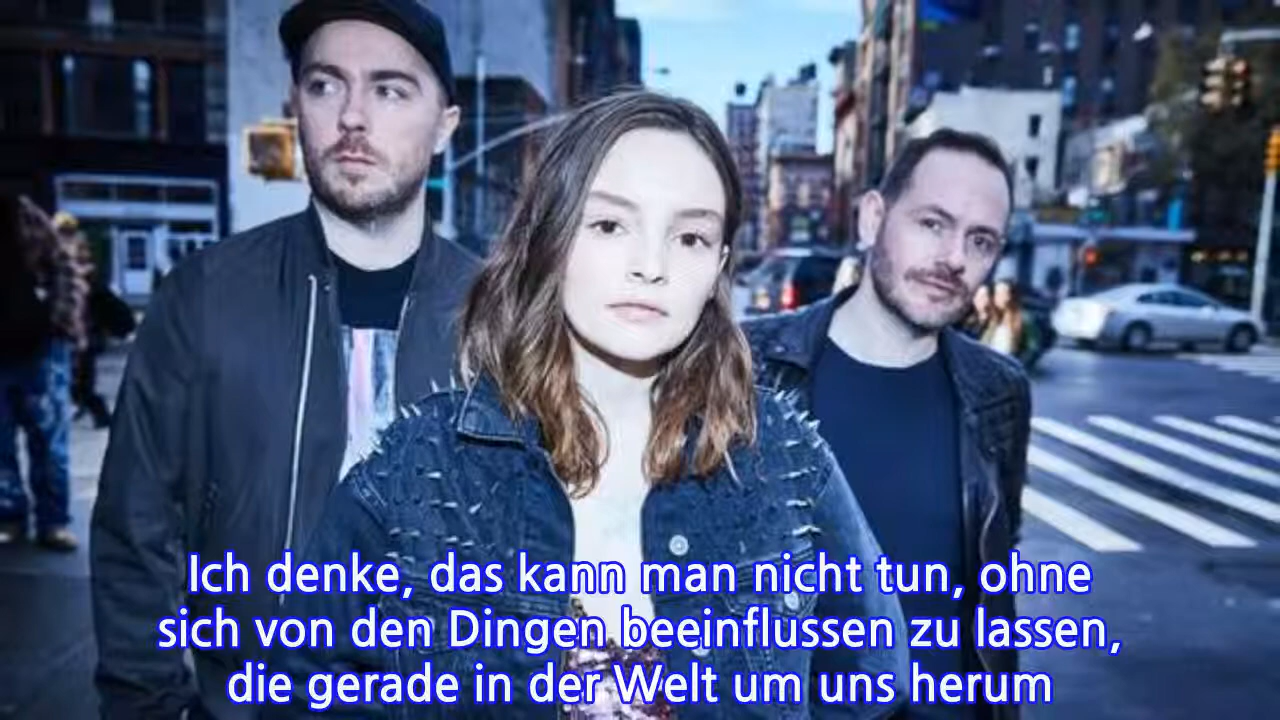 Ich denke, das kann man nicht tun, ohne
sich von den Dingen beeinflussen zu lassen,
die gerade in der Welt um uns herum